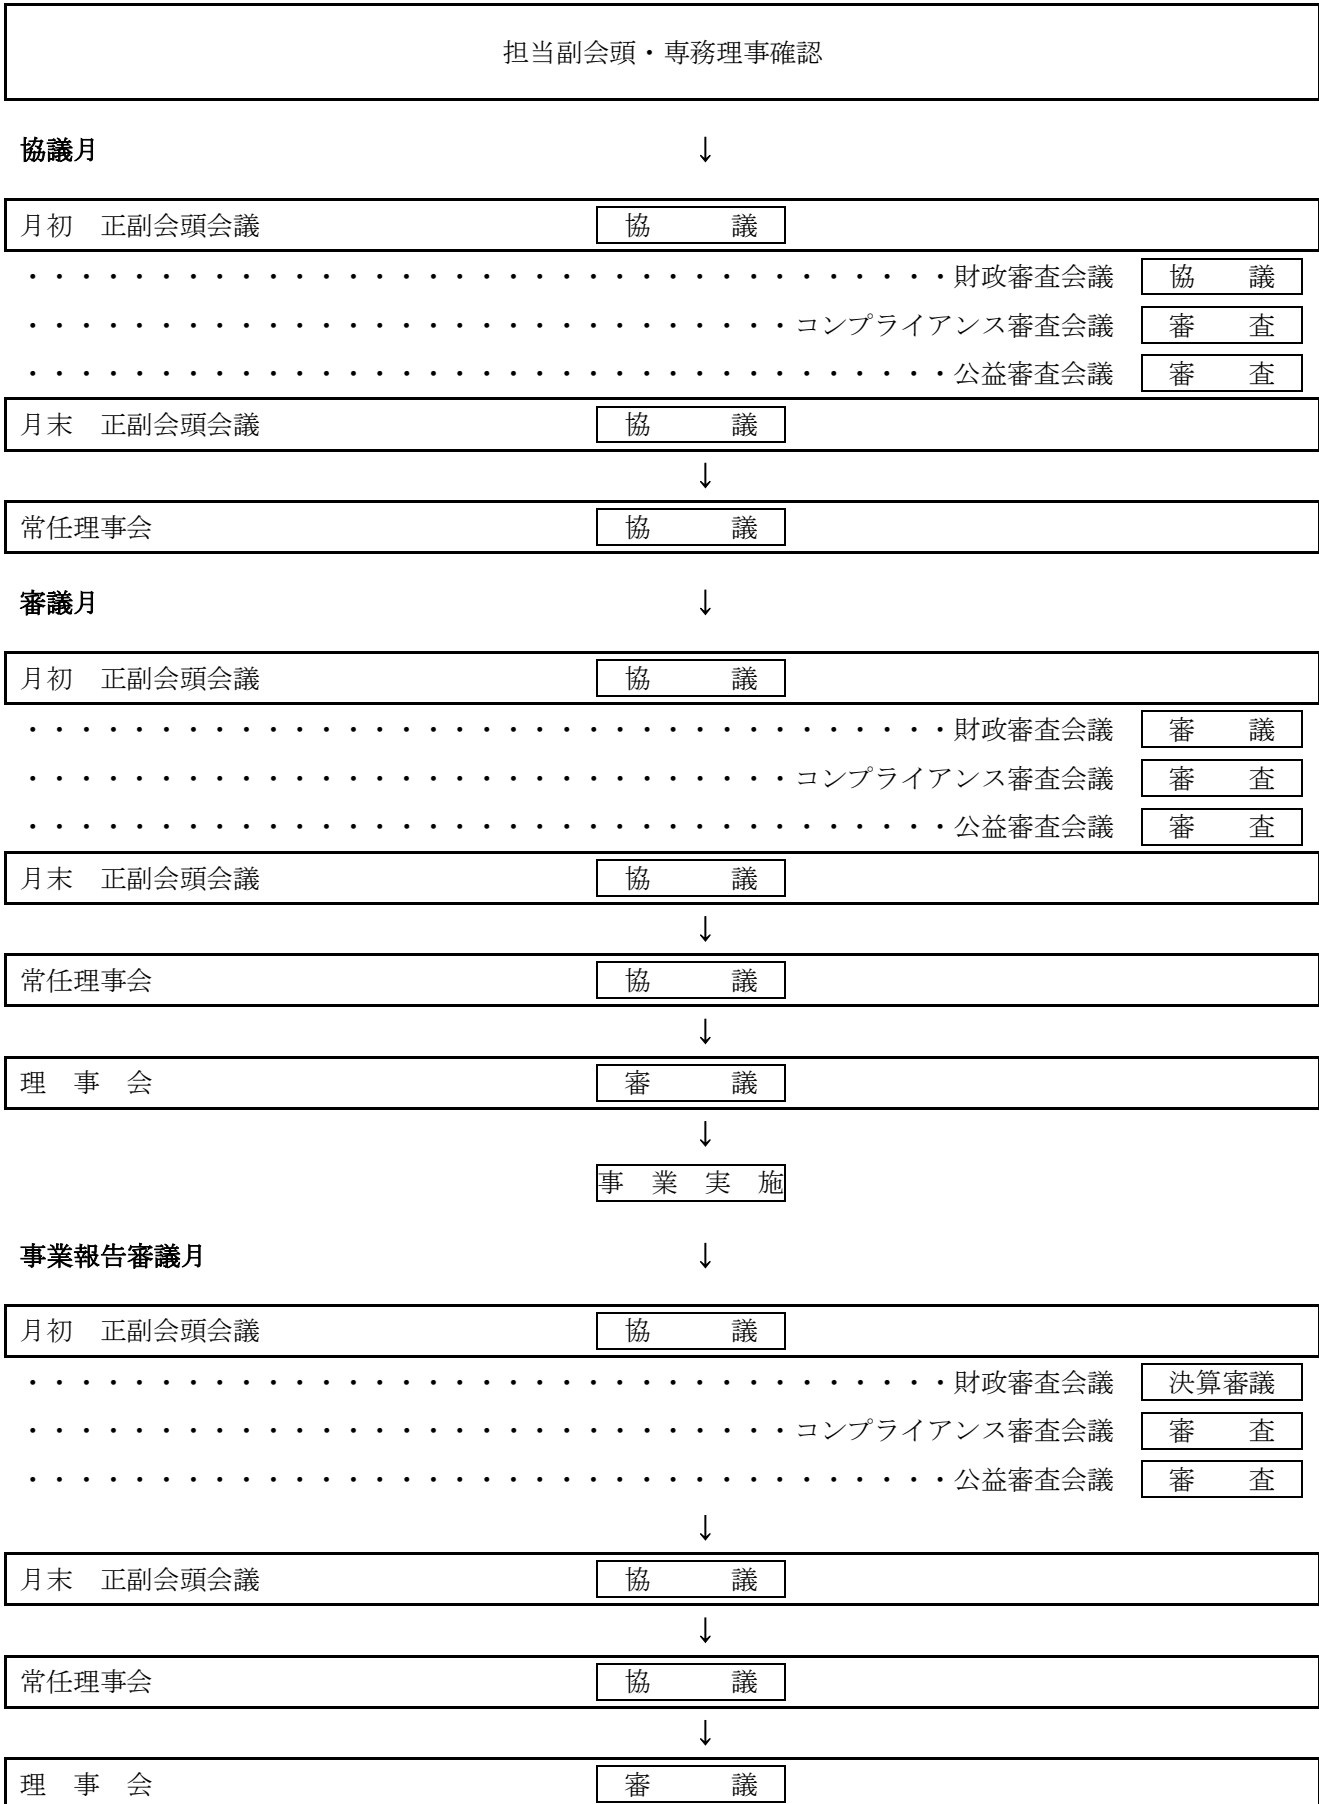 担当副会頭・専務理事確認
協議月 ↓
月初　正副会頭会議 協　　　議
・・・・・・・・・・・・・・・・・・・・・・・・・・・・・・・・・・・財政審査会議 協　　議
・・・・・・・・・・・・・・・・・・・・・・・・・・・・・コンプライアンス審査会議 審　　査
・・・・・・・・・・・・・・・・・・・・・・・・・・・・・・・・・・・公益審査会議 審　　査
月末　正副会頭会議 協　　　議
↓
常任理事会 協　　　議
審議月 ↓
月初　正副会頭会議 協　　　議
・・・・・・・・・・・・・・・・・・・・・・・・・・・・・・・・・・・財政審査会議 審　　議
・・・・・・・・・・・・・・・・・・・・・・・・・・・・・コンプライアンス審査会議 審　　査
・・・・・・・・・・・・・・・・・・・・・・・・・・・・・・・・・・・公益審査会議 審　　査
月末　正副会頭会議 協　　　議
↓
常任理事会 協　　　議
↓
理　事　会 審　　　議
↓
事　業　実　施
事業報告審議月 ↓
月初　正副会頭会議 協　　　議
・・・・・・・・・・・・・・・・・・・・・・・・・・・・・・・・・・・財政審査会議 決算審議
・・・・・・・・・・・・・・・・・・・・・・・・・・・・・コンプライアンス審査会議 審　　査
・・・・・・・・・・・・・・・・・・・・・・・・・・・・・・・・・・・公益審査会議 審　　査
↓
月末　正副会頭会議 協　　　議
↓
常任理事会 協　　　議
↓
理　事　会 審　　　議